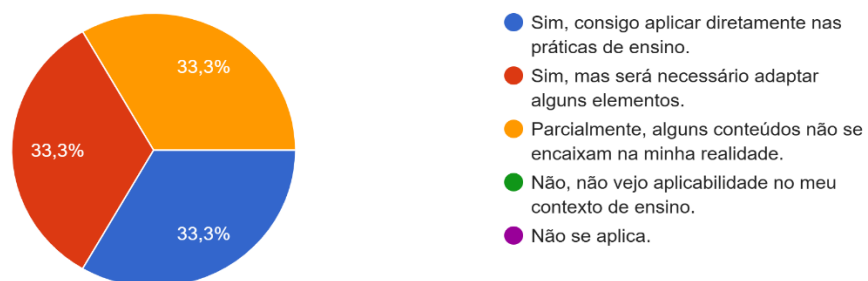 33,3%
33,3%
33,3%
Sim, consigo aplicar diretamente nas
práticas de ensino.
Sim, mas será necessário adaptar
alguns elementos.
Parcialmente, alguns conteúdos não se
encaixam na minha realidade.
Não, não vejo aplicabilidade no meu
contexto de ensino.
Não se aplica.